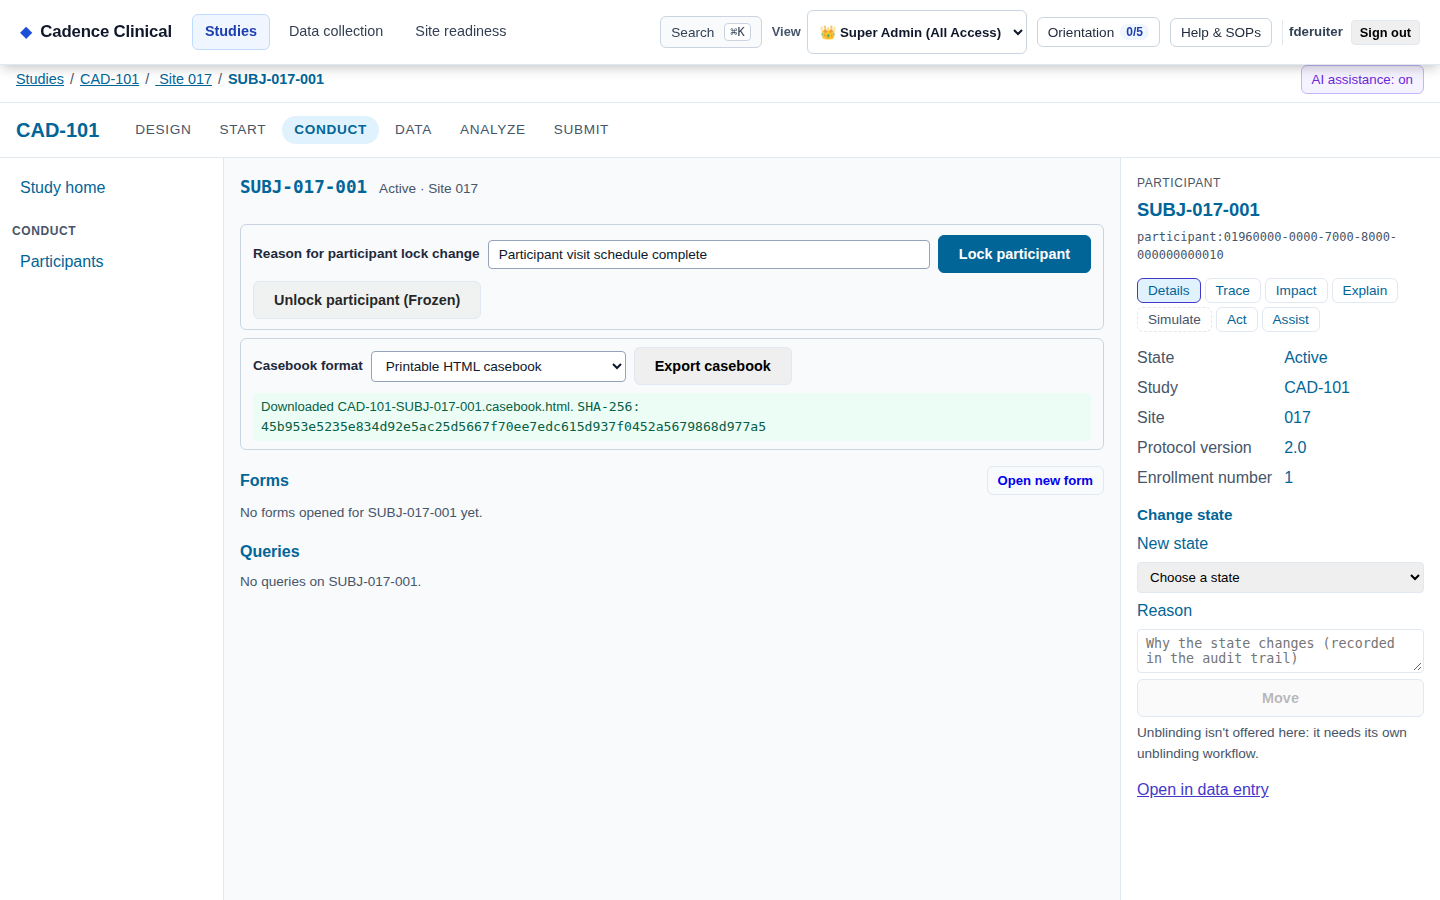 ◆ Cadence Clinical Studies Data collection Site readiness Search ⌘K View 👑 Super Admin (All Access) Orientation 0/5 Help & SOPs fderuiter Sign out
Studies / CAD-101 / Site 017 / SUBJ-017-001 AI assistance: on
CAD-101 DESIGN START CONDUCT DATA ANALYZE SUBMIT
Study home
CONDUCT
Participants
SUBJ-017-001 Active · Site 017
Reason for participant lock change Participant visit schedule complete Lock participant
Unlock participant (Frozen)
Casebook format Printable HTML casebook Export casebook
Downloaded CAD-101-SUBJ-017-001.casebook.html. SHA-256:
45b953e5235e834d92e5ac25d5667f70ee7edc615d937f0452a5679868d977a5
Forms Open new form
No forms opened for SUBJ-017-001 yet.
Queries
No queries on SUBJ-017-001.
PARTICIPANT
SUBJ-017-001
participant:01960000-0000-7000-8000-
000000000010
Details Trace Impact Explain
Simulate Act Assist
State Active
Study CAD-101
Site 017
Protocol version 2.0
Enrollment number 1
Change state
New state
Choose a state
Reason
Why the state changes (recorded
in the audit trail)
Move
Unblinding isn't offered here: it needs its own
unblinding workflow.
Open in data entry